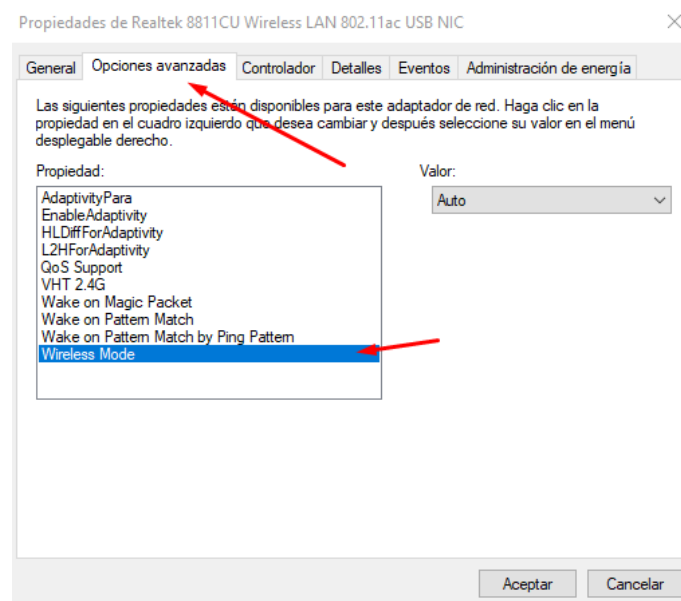 Propiedades de Realtek 8811CU Wireless LAN 802.11ac USB NIC
General Opciones avanzadas Controlador Detalles Eventos Administración de energía
Las siguientes propiedades están disponibles para este adaptador de red. Haga clic en la
propiedad en el cuadro izquierdo que desea cambiar y después seleccione su valor en el menú
desplegable derecho.
Propiedad: Valor:
AdaptivityPara Auto
EnableAdaptivity
HLDiffForAdaptivity
L2HForAdaptivity
QoS Support
VHT 2.4G
Wake on Magic Packet
Wake on Pattern Match
Wake on Pattern Match by Ping Pattern
Wireless Mode
Aceptar Cancelar